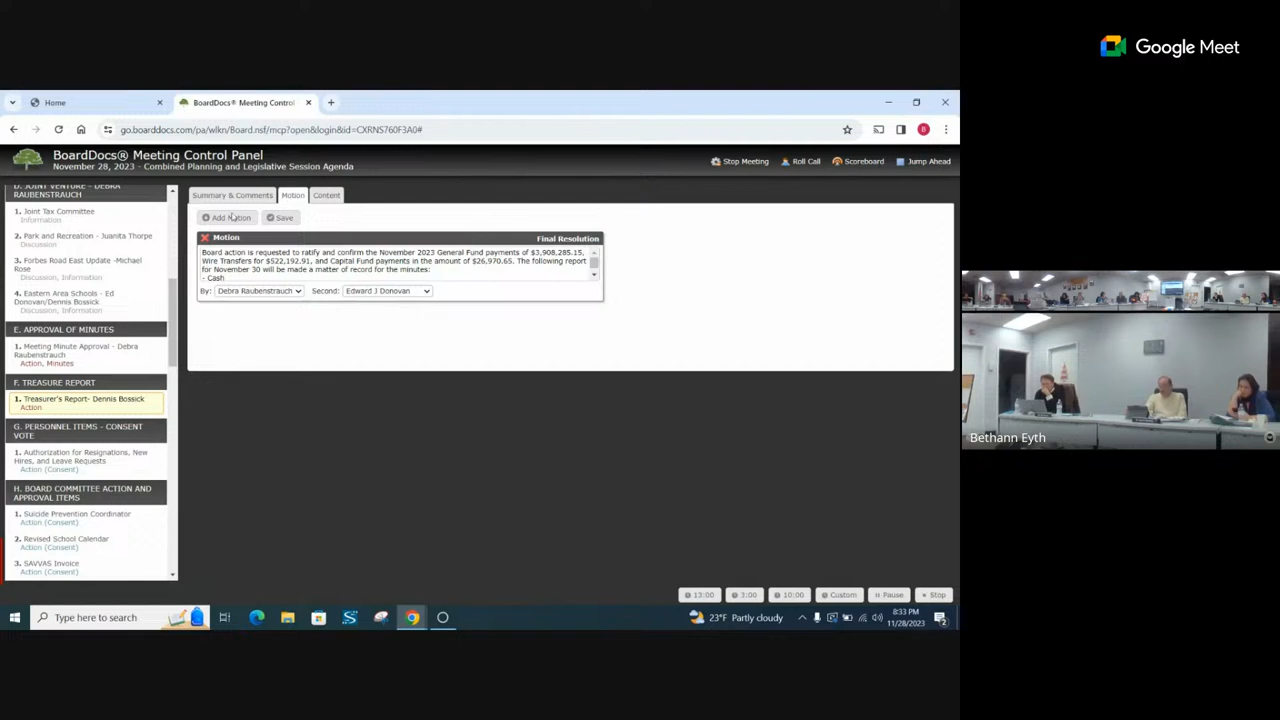 Google Meet
Home
BoardDocs® Meeting Control
go.boarddocs.com/pa/wlkn/Board.nsf/mcp?open&login&id=CXRNS760F3A0#
B
BoardDocs® Meeting Control Panel
November 28, 2023 - Combined Planning and Legislative Session Agenda
Stop Meeting
Roll Call
Scoreboard
Jump Ahead
D. JOINT VENTURE - DEBRA
RAUBENSTRAUCH
1. Joint Tax Committee
Information
2. Park and Recreation - Juanita Thorpe
Discussion
3. Forbes Road East Update -Michael
Rose
Discussion, Information
4. Eastern Area Schools - Ed
Donovan/Dennis Bossick
Discussion, Information
E. APPROVAL OF MINUTES
1. Meeting Minute Approval - Debra
Raubenstrauch
Action, Minutes
F. TREASURE REPORT
1. Treasurer's Report- Dennis Bossick
Action
G. PERSONNEL ITEMS - CONSENT
VOTE
1. Authorization for Resignations, New
Hires, and Leave Requests
Action (Consent)
H. BOARD COMMITTEE ACTION AND
APPROVAL ITEMS
1. Suicide Prevention Coordinator
Action (Consent)
2. Revised School Calendar
Action (Consent)
3. SAVVAS Invoice
Action (Consent)
Summary & Comments
Motion
Content
Add Motion
Save
Motion
Final Resolution
Board action is requested to ratify and confirm the November 2023 General Fund payments of $3,908,285.15,
Wire Transfers for $522,192.91, and Capital Fund payments in the amount of $26,970.65. The following report
for November 30 will be made a matter of record for the minutes:
- Cash
By: Debra Raubenstrauch Second: Edward J Donovan
13:00
3:00
10:00
Custom
Pause
Stop
Type here to search
23°F Partly cloudy
8:33 PM
11/28/2023
2
Bethann Eyth